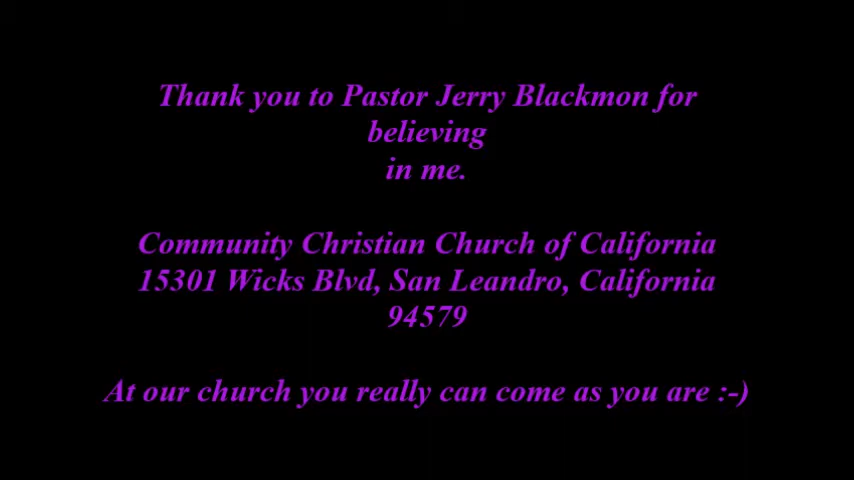 Thank you to Pastor Jerry Blackmon for
believing
in me.
Community Christian Church of California
15301 Wicks Blvd, San Leandro, California
94579
At our church you really can come as you are :-)